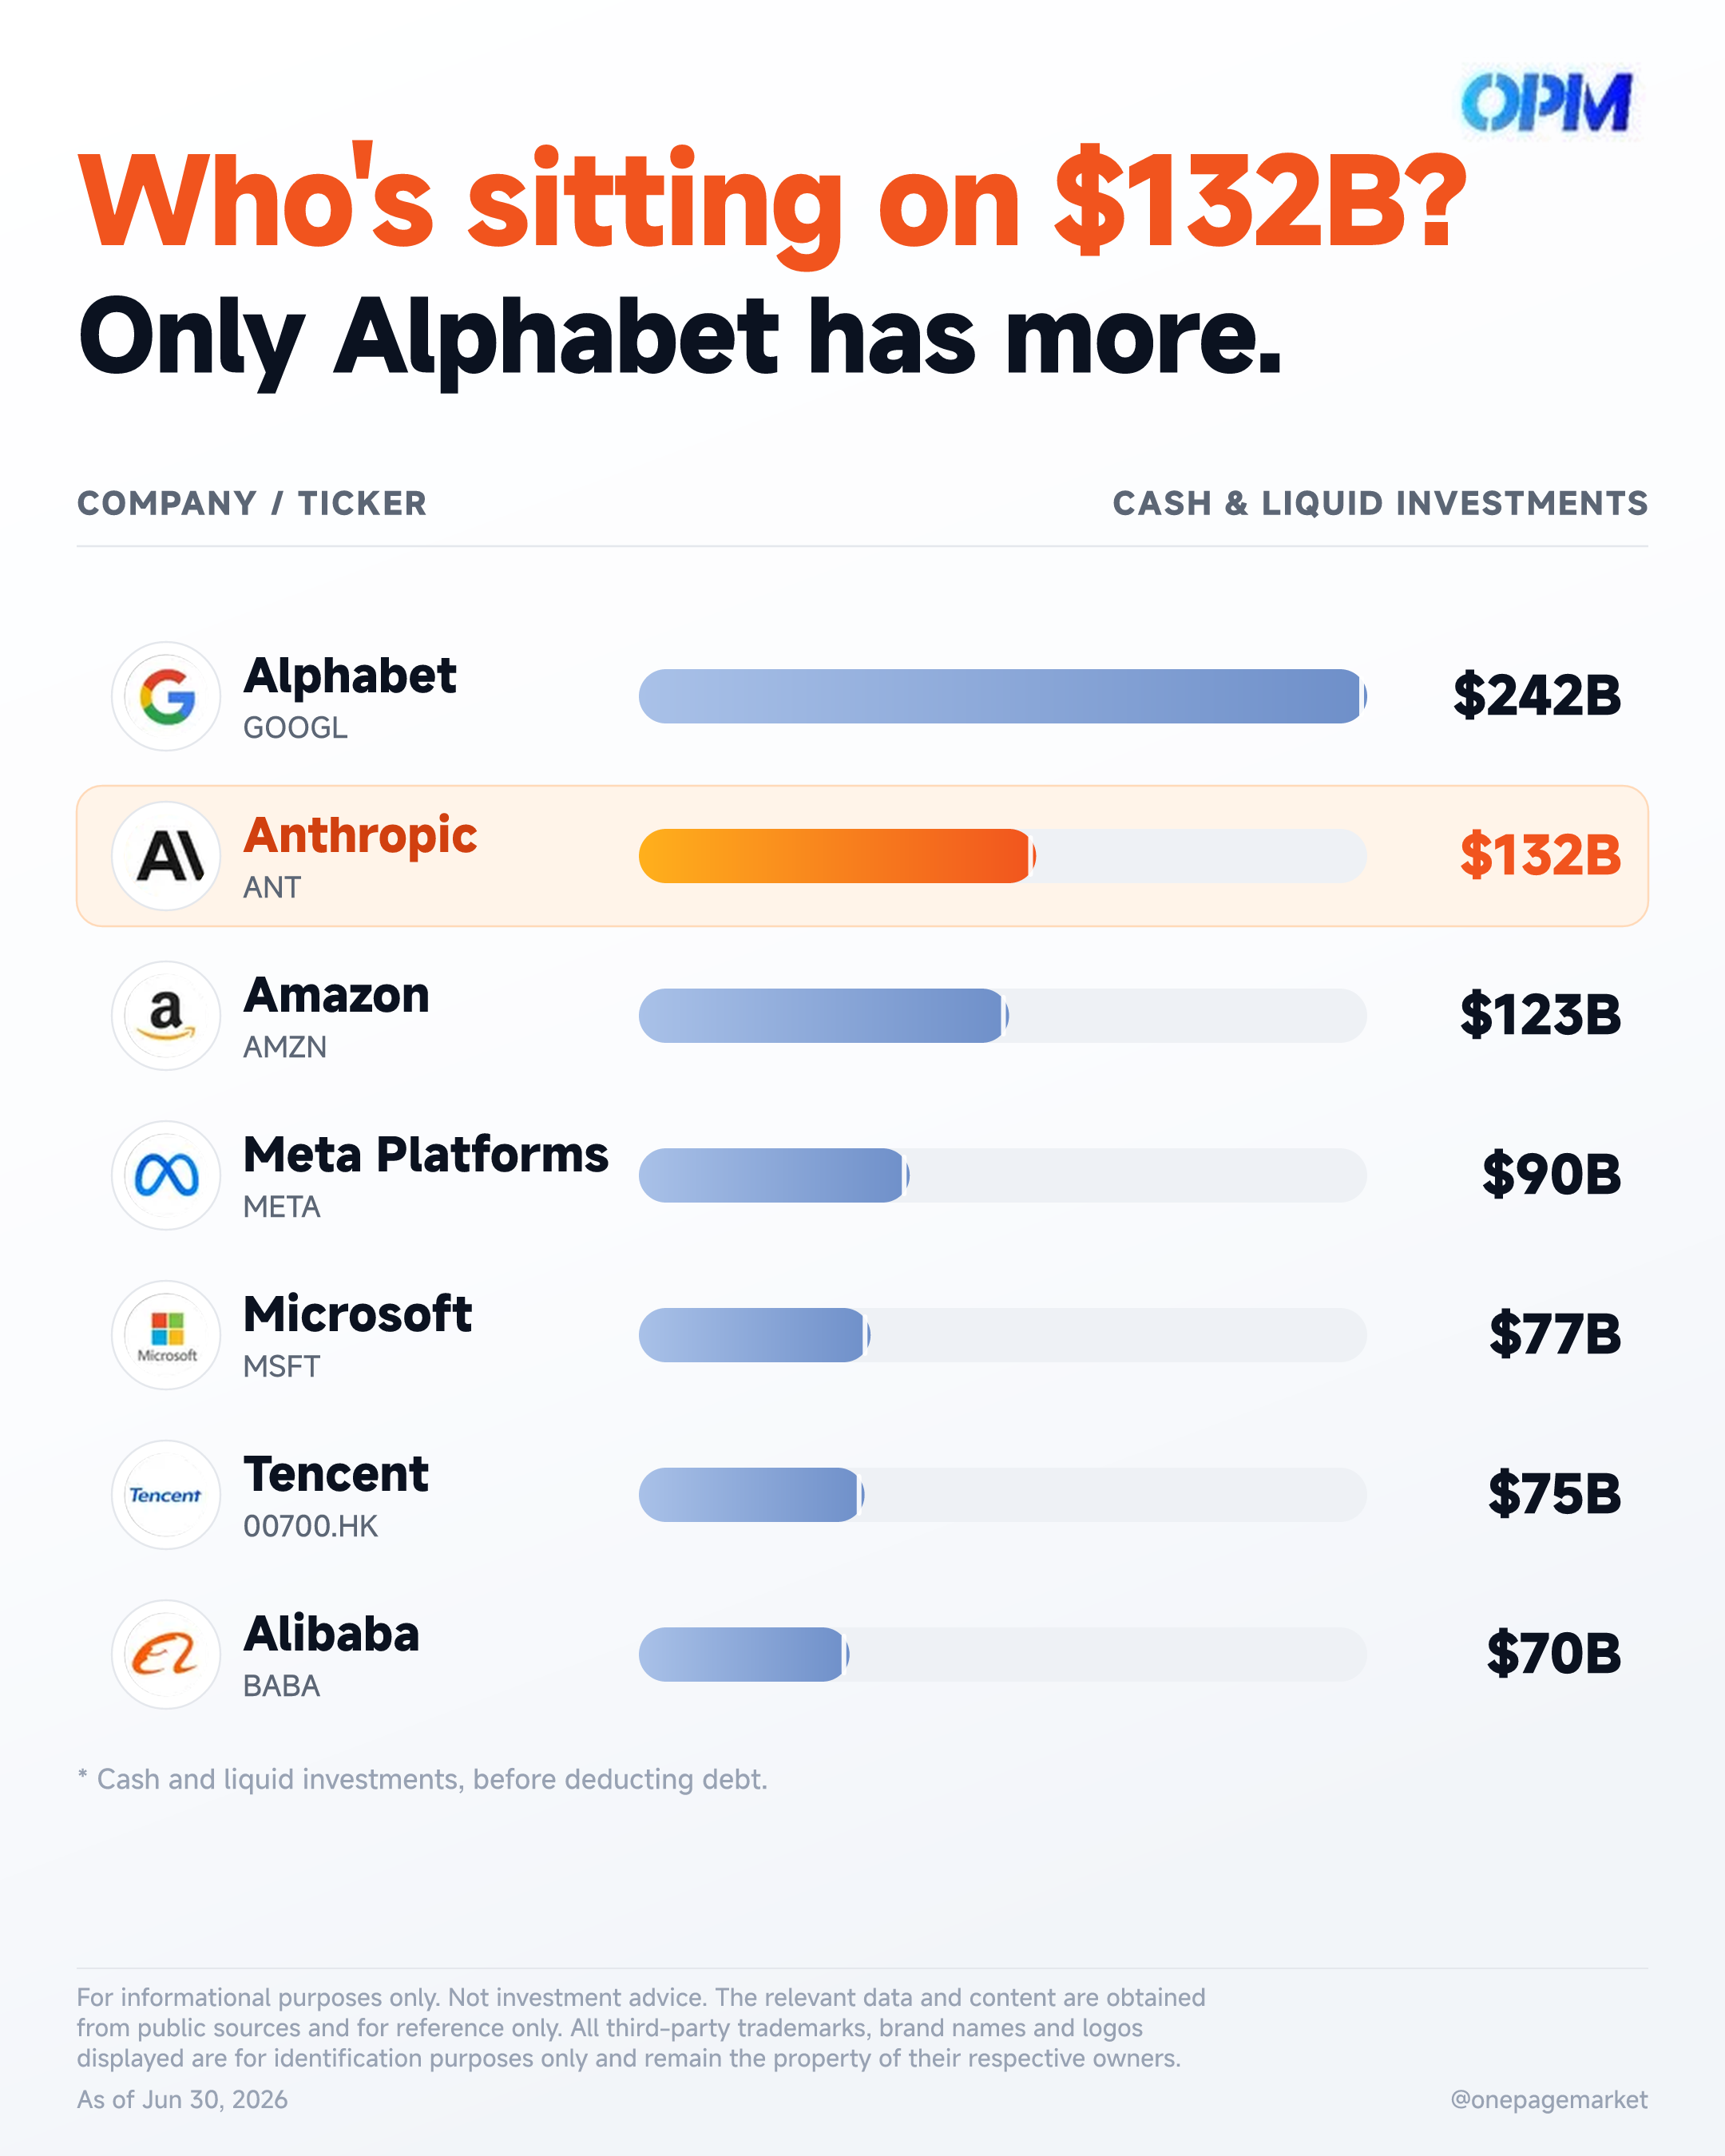 OPM
Who's sitting on $132B?
Only Alphabet has more.
COMPANY / TICKER
CASH & LIQUID INVESTMENTS
Alphabet
GOOGL
$242B
Anthropic
ANT
$132B
Amazon
AMZN
$123B
Meta Platforms
META
$90B
Microsoft
Microsoft
MSFT
$77B
Tencent
Tencent
00700.HK
$75B
Alibaba
BABA
$70B
* Cash and liquid investments, before deducting debt.
For informational purposes only. Not investment advice. The relevant data and content are obtained
from public sources and for reference only. All third-party trademarks, brand names and logos
displayed are for identification purposes only and remain the property of their respective owners.
As of Jun 30, 2026
@onepagemarket